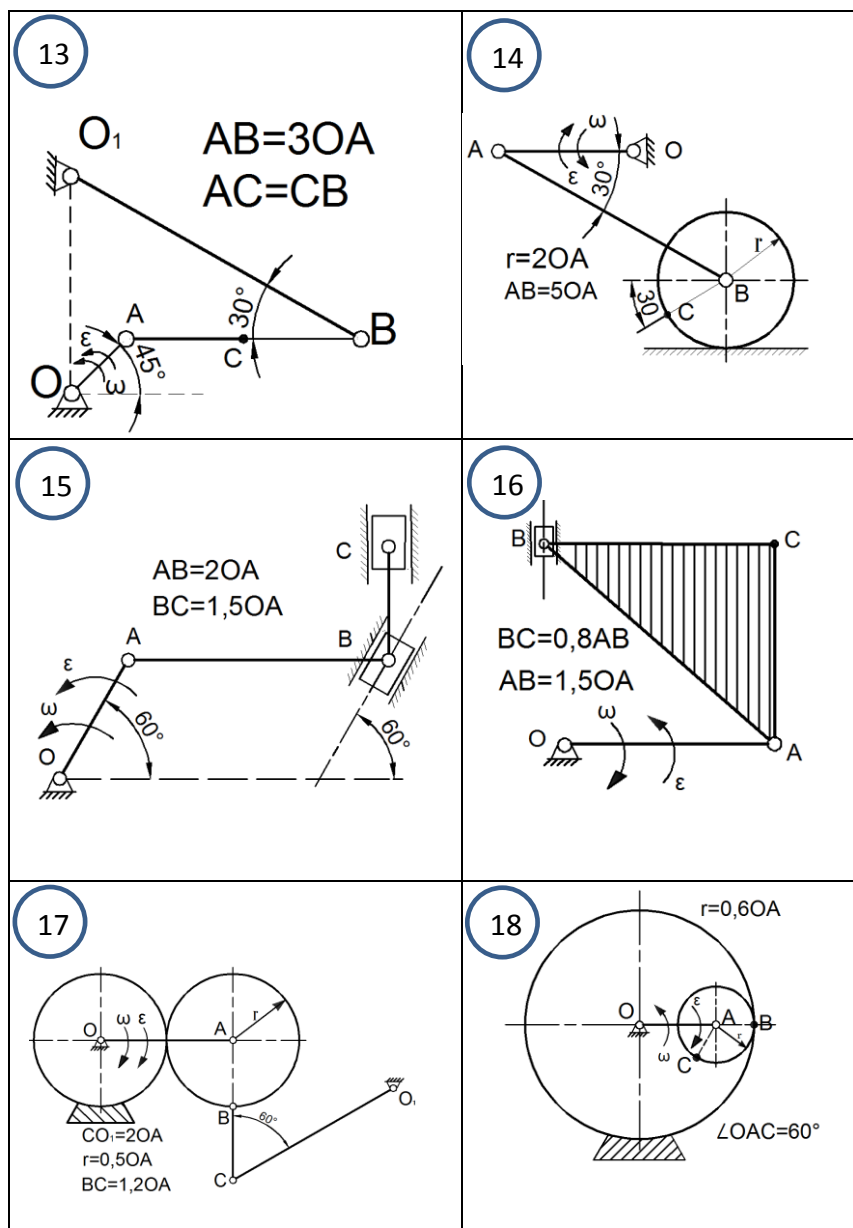 13
O₁
AB=3OA
AC=CB
A
30°
B
ε
C
O
45°
ω
14
ω
A
O
ε
30°
r
r=2OA
AB=5OA
B
30
C
15
C
AB=2OA
BC=1,5OA
A
B
ε
ω
60°
60°
O
16
B
C
BC=0,8AB
AB=1,5OA
ω
O
A
ε
17
r
O
ω
ε
A
B
60°
O₁
CO₁=2OA
r=0,5OA
BC=1,2OA
C
18
r=0,6OA
O
ε
A
B
ω
r
C
∠OAC=60°